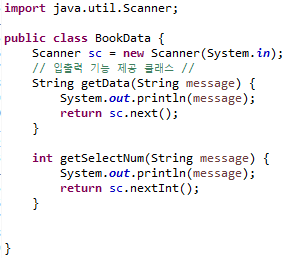 import java.util.Scanner;
public class BookData {
Scanner sc = new Scanner(System.in);
// 입출력 기능 제공 클래스 //
String getData(String message) {
System.out.println(message);
return sc.next();
}
int getSelectNum(String message) {
System.out.println(message);
return sc.nextInt();
}
}